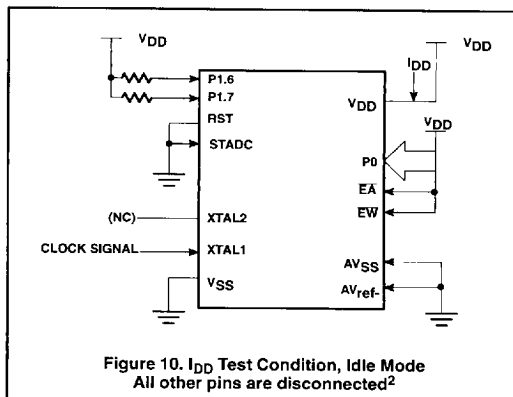 VDD
P1.6
P1.7
RST
STADC
(NC)
XTAL2
CLOCK SIGNAL
XTAL1
VSS
VDD
IDD
VDD
VDD
P0
EA
EW
AVSS
AVref-
Figure 10. IDD Test Condition, Idle Mode
All other pins are disconnected2